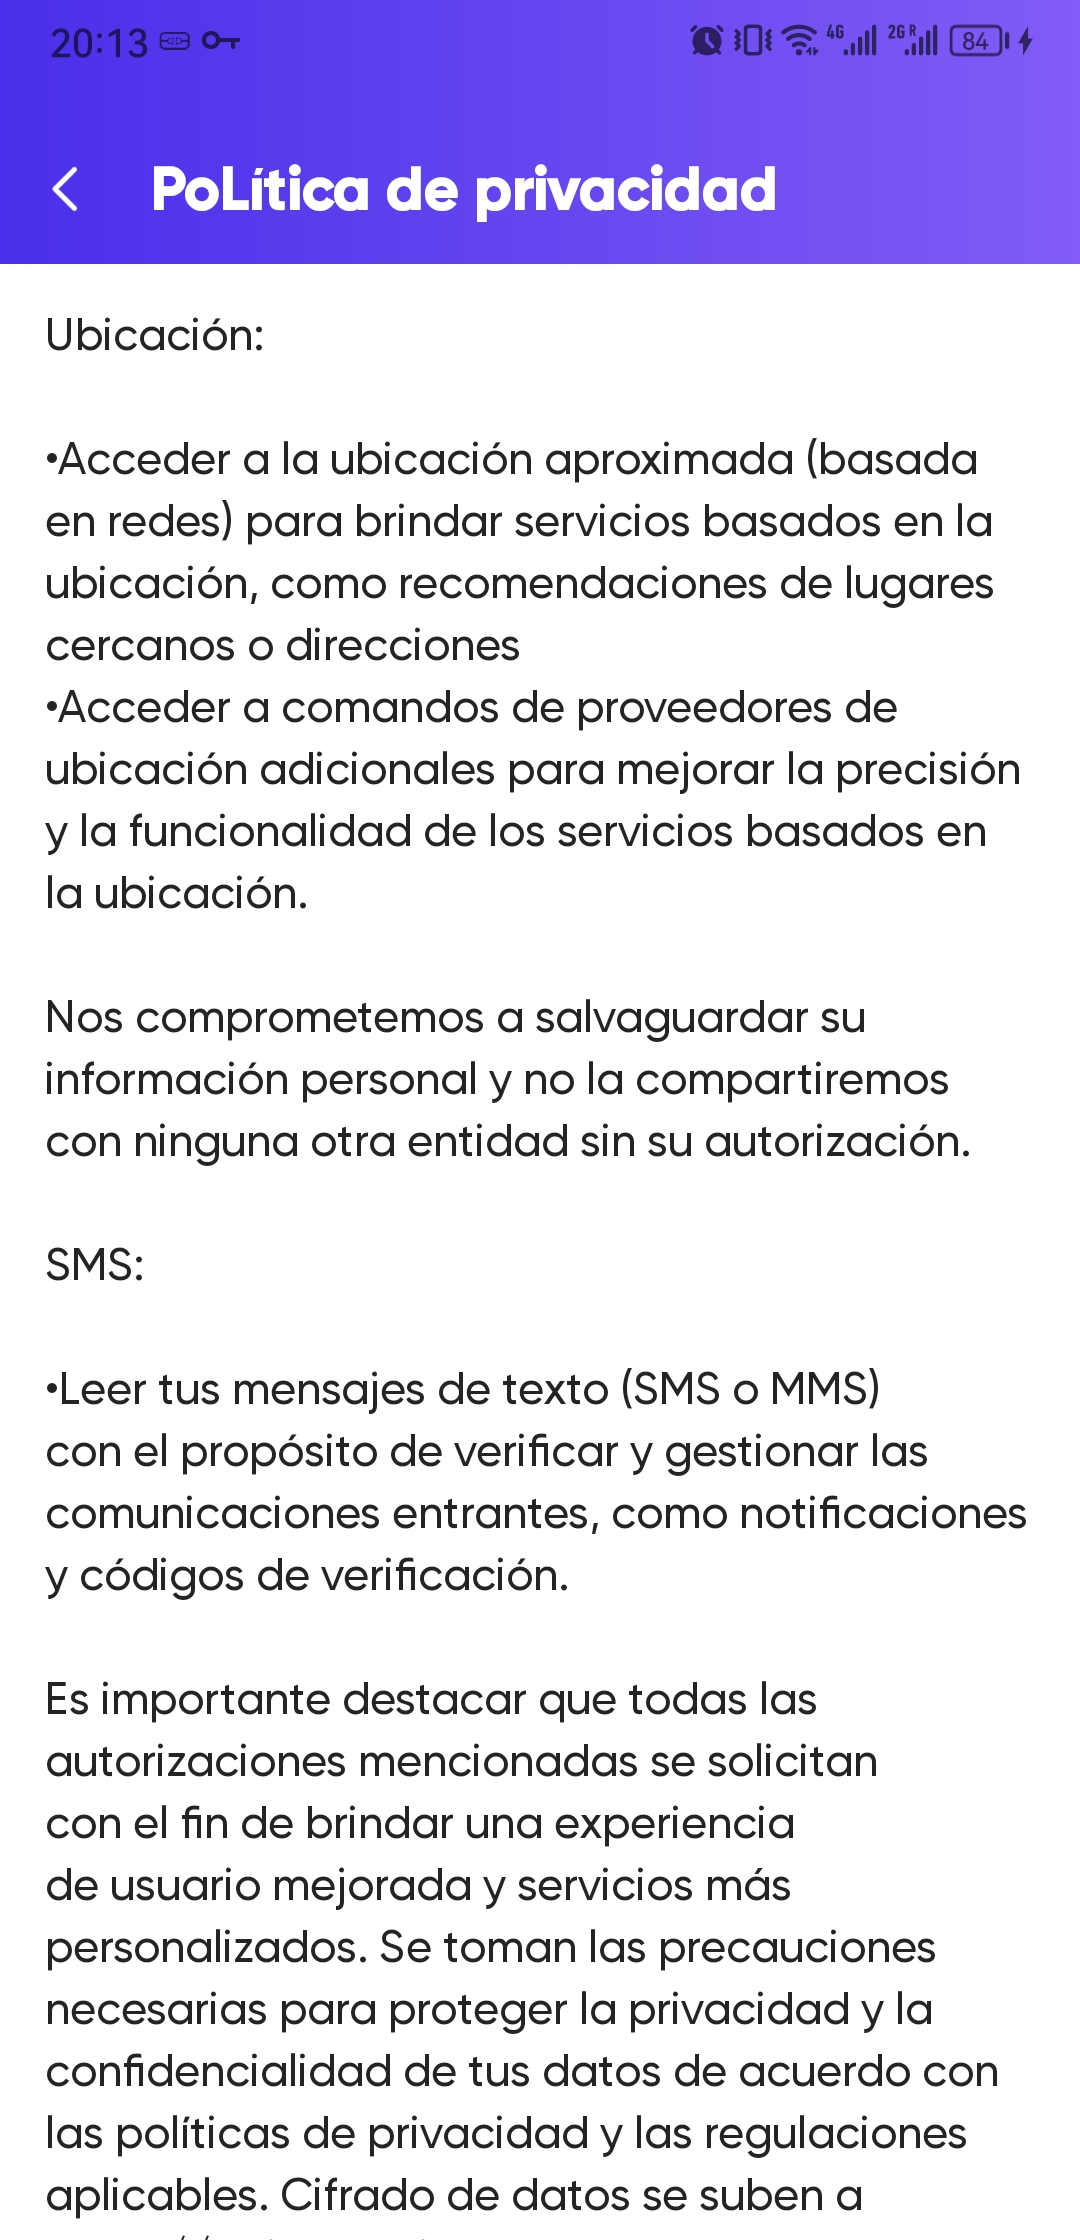 20:13
4G
2G R
84
PoLítica de privacidad
Ubicación:
•Acceder a la ubicación aproximada (basada
en redes) para brindar servicios basados en la
ubicación, como recomendaciones de lugares
cercanos o direcciones
•Acceder a comandos de proveedores de
ubicación adicionales para mejorar la precisión
y la funcionalidad de los servicios basados en
la ubicación.
Nos comprometemos a salvaguardar su
información personal y no la compartiremos
con ninguna otra entidad sin su autorización.
SMS:
•Leer tus mensajes de texto (SMS o MMS)
con el propósito de verificar y gestionar las
comunicaciones entrantes, como notificaciones
y códigos de verificación.
Es importante destacar que todas las
autorizaciones mencionadas se solicitan
con el fin de brindar una experiencia
de usuario mejorada y servicios más
personalizados. Se toman las precauciones
necesarias para proteger la privacidad y la
confidencialidad de tus datos de acuerdo con
las políticas de privacidad y las regulaciones
aplicables. Cifrado de datos se suben a